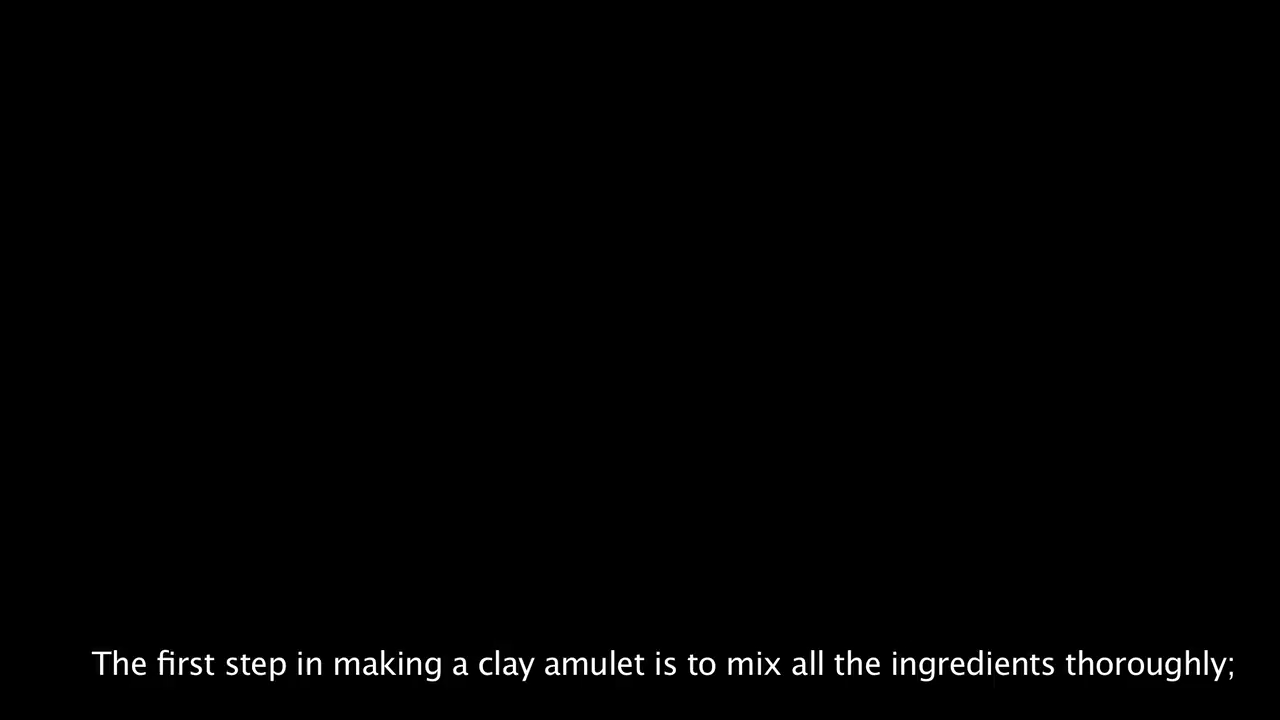 The first step in making a clay amulet is to mix all the ingredients thoroughly;